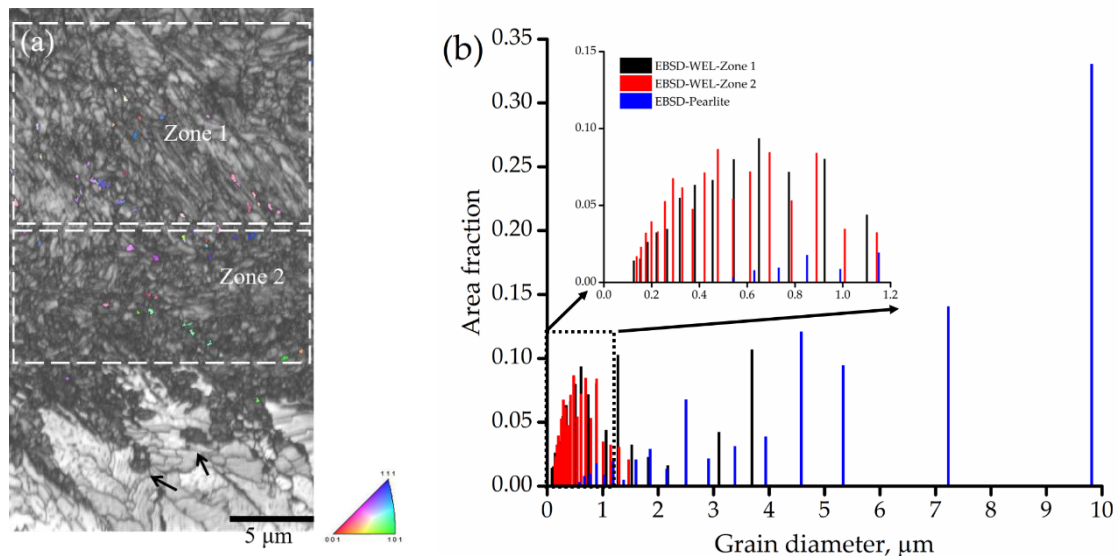 (a)
Zone 1
Zone 2
5 μm
111
001
101
(b)
Area fraction
0.35
0.30
0.25
0.20
0.15
0.10
0.05
0.00
0 1 2 3 4 5 6 7 8 9 10
Grain diameter, μm
EBSD-WEL-Zone 1
EBSD-WEL-Zone 2
EBSD-Pearlite
0.15
0.10
0.05
0.00
0.0 0.2 0.4 0.6 0.8 1.0 1.2